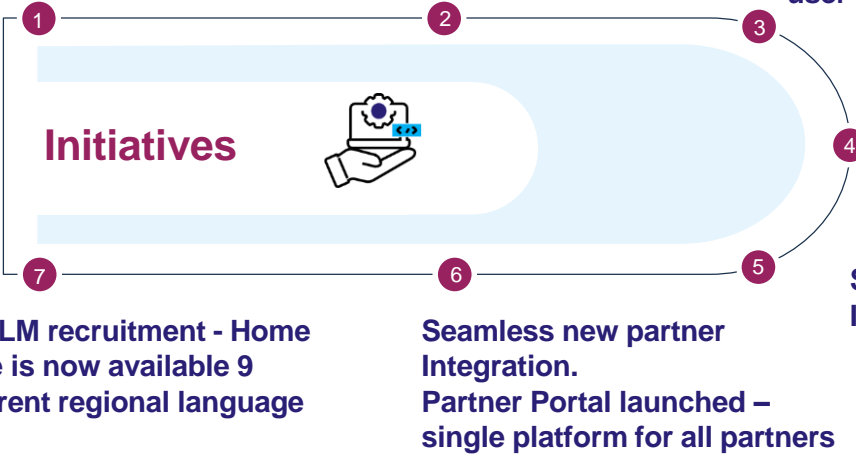 1
2
3
Initiatives
4
7
6
5
LM recruitment - Home
is now available 9
regional language
Seamless new partner
Integration.
Partner Portal launched –
single platform for all partners